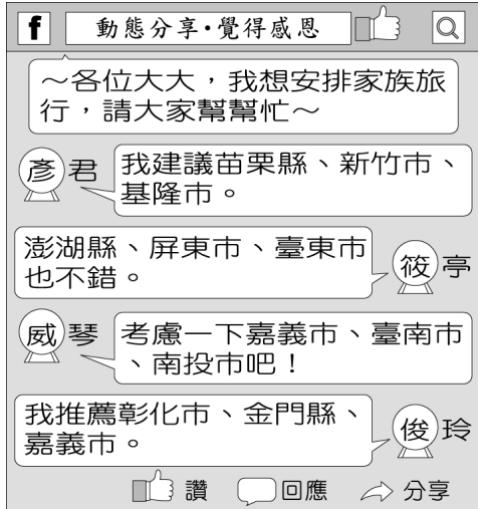 f 動態分享•覺得感恩
～各位大大，我想安排家族旅
行，請大家幫幫忙～
彥君
我建議苗栗縣、新竹市、
基隆市。
澎湖縣、屏東市、臺東市
也不錯。
筱亭
威琴
考慮一下嘉義市、臺南市
、南投市吧！
我推薦彰化市、金門縣、
嘉義市。
俊玲
讚 回應 分享